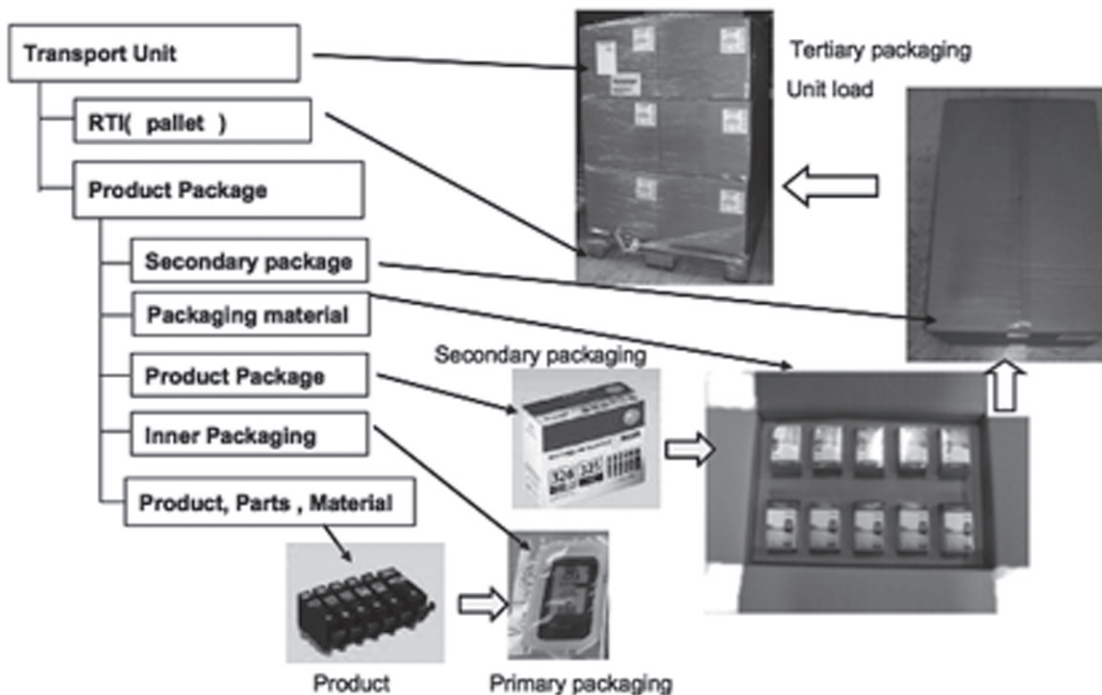 Transport Unit
RTI( pallet )
Product Package
Secondary package
Packaging material
Product Package
Inner Packaging
Product, Parts , Material
Tertiary packaging
Unit load
Secondary packaging
326
Product
Primary packaging